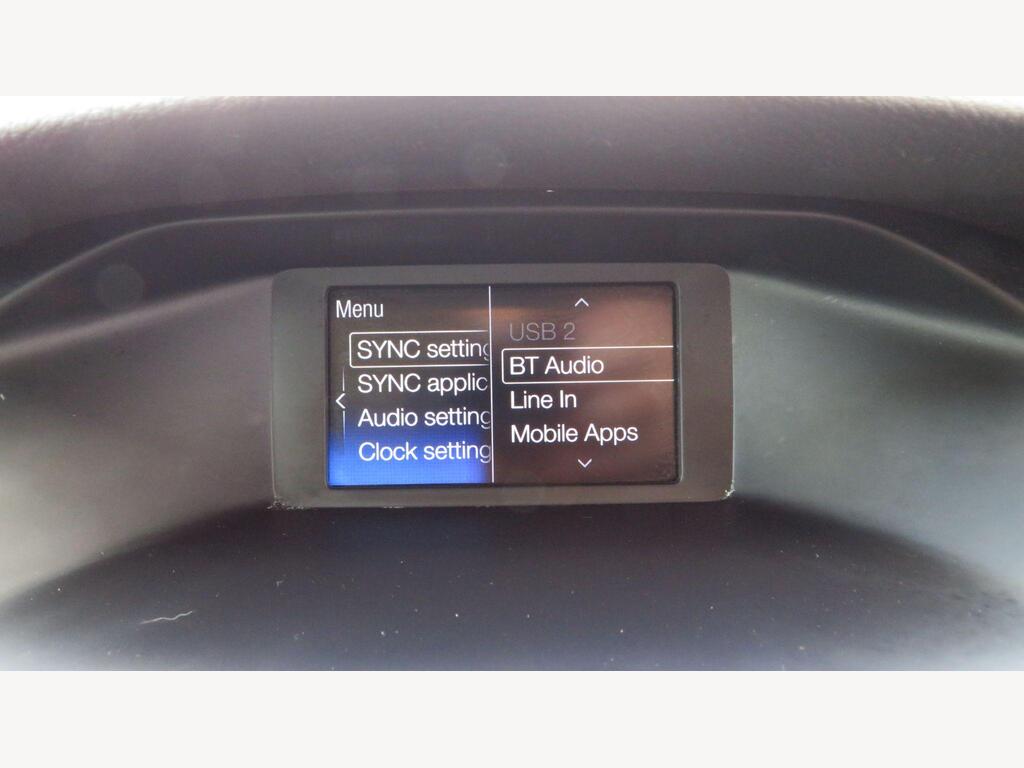 Menu
SYNC setting
SYNC applic
Audio setting
Clock setting
USB 2
BT Audio
Line In
Mobile Apps